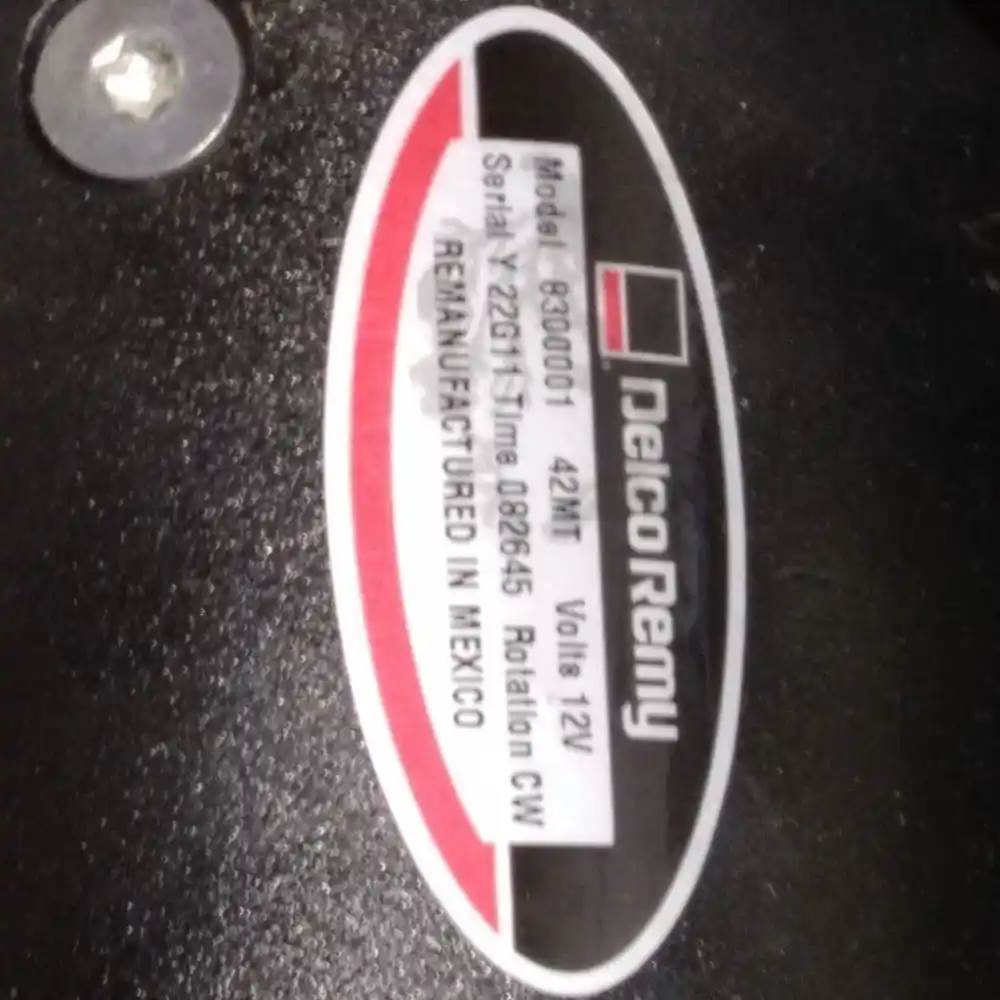 DelcoRemy
Model 8300001 42MT Volts 12V
Serial Y 22G11 Time 082645 Rotation CW
REMANUFACTURED IN MEXICO